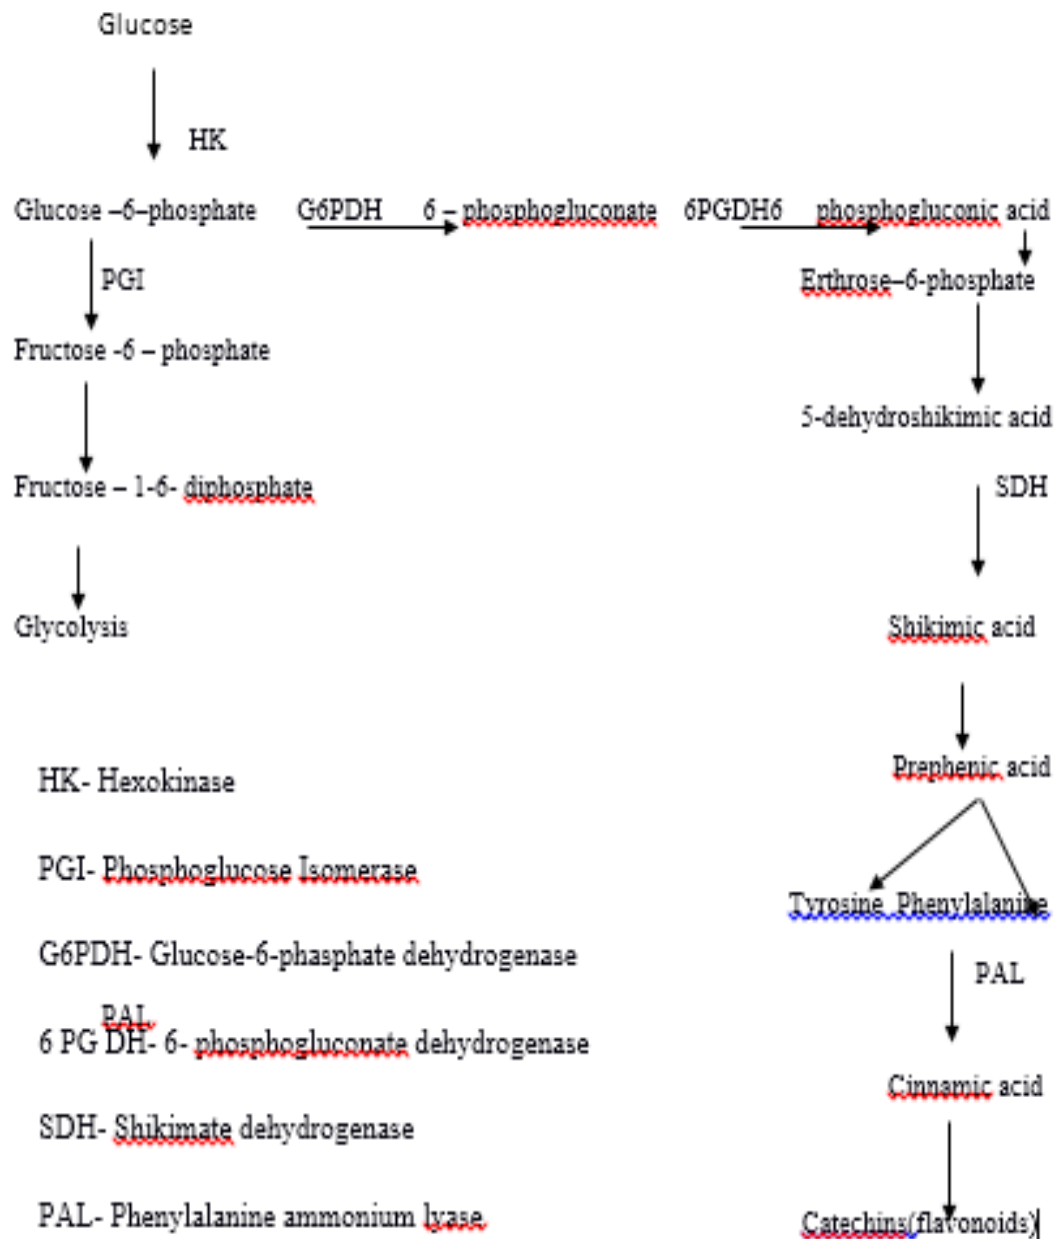 Glucose
HK
Glucose –6–phosphate G6PDH 6 – phosphogluconate 6PGDH6 phosphogluconic acid
PGI
Erthrose–6-phosphate
Fructose -6 – phosphate
5-dehydroshikimic acid
Fructose – 1-6- diphosphate
SDH
Glycolysis
Shikimic acid
Prephenic acid
Tyrosine Phenylalanine
PAL
Cinnamic acid
Catechins(flavonoids)
HK- Hexokinase
PGI- Phosphoglucose Isomerase
G6PDH- Glucose-6-phasphate dehydrogenase
PAL-
6 PG DH- 6- phosphogluconate dehydrogenase
SDH- Shikimate dehydrogenase
PAL- Phenylalanine ammonium lyase